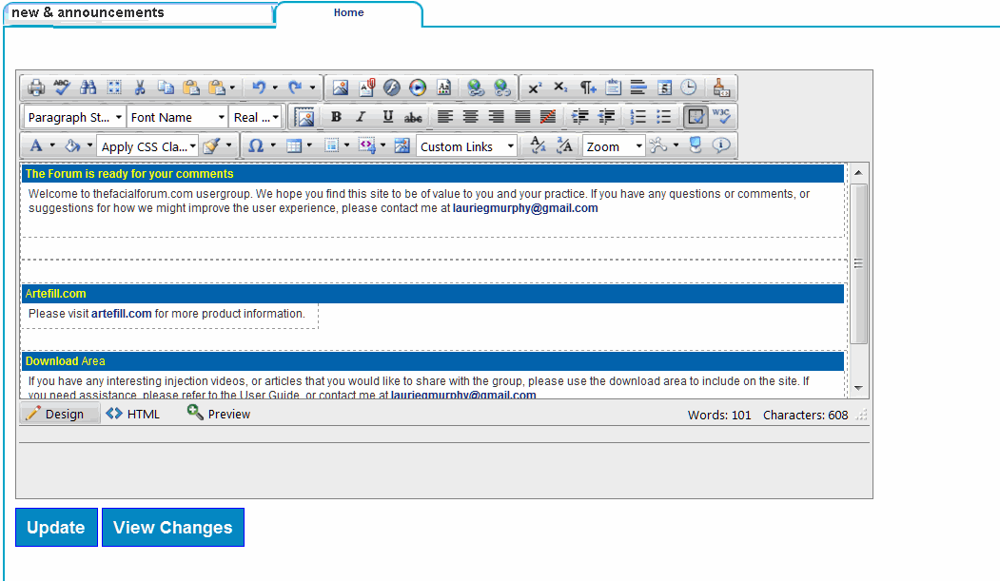 new & announcements
Home
ABC
Paragraph St... Font Name Real ... B I U abc W3C
A Apply CSS Cla... Ω Custom Links Zoom
The Forum is ready for your comments
Welcome to thefacialforum.com usergroup. We hope you find this site to be of value to you and your practice. If you have any questions or comments, or
suggestions for how we might improve the user experience, please contact me at lauriegmurphy@gmail.com
Artefill.com
Please visit artefill.com for more product information.
Download Area
If you have any interesting injection videos, or articles that you would like to share with the group, please use the download area to include on the site. If
you need assistance, please refer to the User Guide, or contact me at lauriegmurphy@gmail.com
Design HTML Preview Words: 101 Characters: 608
Update View Changes